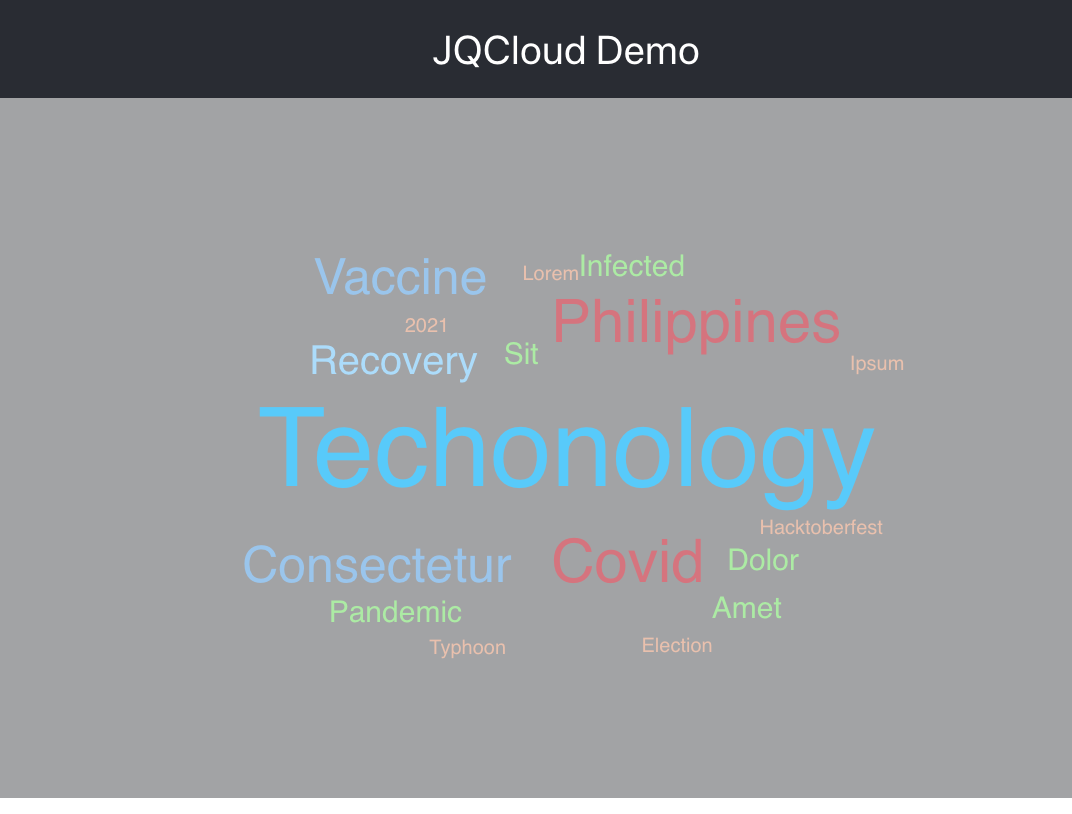 JQCloud Demo
Vaccine
Lorem
Infected
2021
Philippines
Recovery
Sit
Ipsum
Techonology
Hacktoberfest
Consectetur
Covid
Dolor
Pandemic
Amet
Typhoon
Election